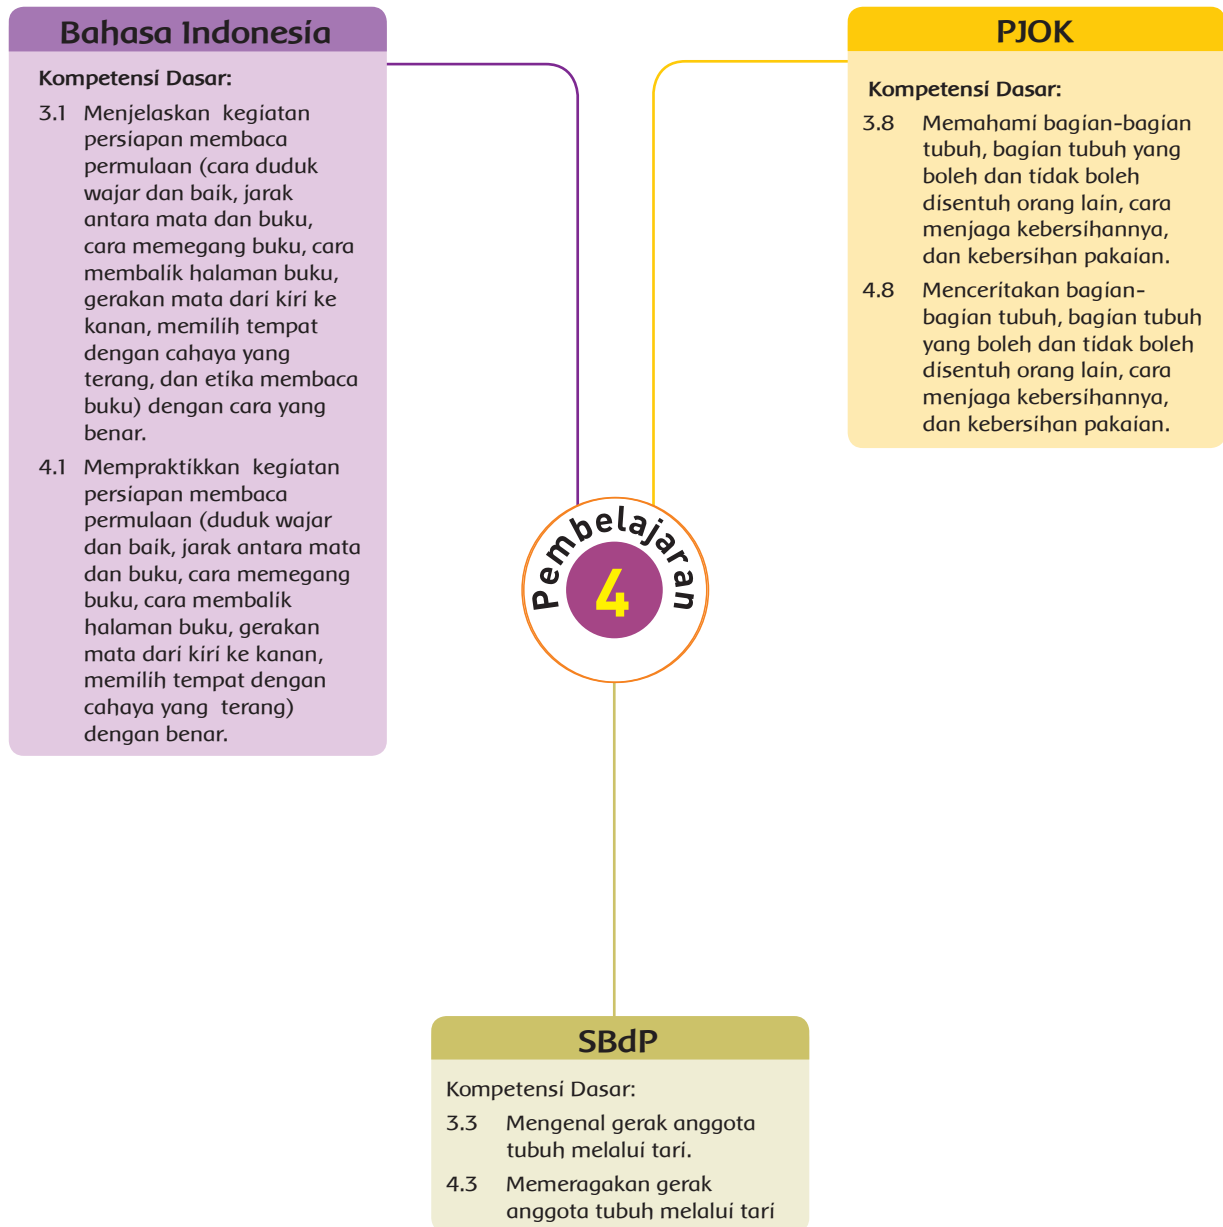 Bahasa Indonesia
Kompetensi Dasar:
3.1 Menjelaskan kegiatan
persiapan membaca
permulaan (cara duduk
wajar dan baik, jarak
antara mata dan buku,
cara memegang buku, cara
membalik halaman buku,
gerakan mata dari kiri ke
kanan, memilih tempat
dengan cahaya yang
terang, dan etika membaca
buku) dengan cara yang
benar.
4.1 Mempraktikkan kegiatan
persiapan membaca
permulaan (duduk wajar
dan baik, jarak antara mata
dan buku, cara memegang
buku, cara membalik
halaman buku, gerakan
mata dari kiri ke kanan,
memilih tempat dengan
cahaya yang terang)
dengan benar.
PJOK
Kompetensi Dasar:
3.8 Memahami bagian-bagian
tubuh, bagian tubuh yang
boleh dan tidak boleh
disentuh orang lain, cara
menjaga kebersihannya,
dan kebersihan pakaian.
4.8 Menceritakan bagian-
bagian tubuh, bagian tubuh
yang boleh dan tidak boleh
disentuh orang lain, cara
menjaga kebersihannya,
dan kebersihan pakaian.
Pembelajaran
4
SBdP
Kompetensi Dasar:
3.3 Mengenal gerak anggota
tubuh melalui tari.
4.3 Memeragakan gerak
anggota tubuh melalui tari